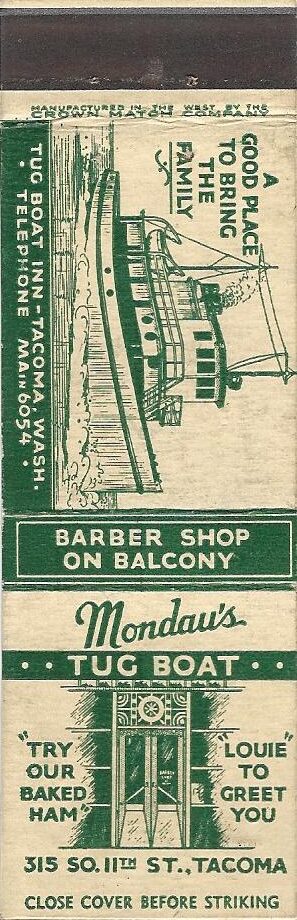 MANUFACTURED IN THE WEST BY THE
CROWN MATCH COMPANY
A
GOOD PLACE
TO BRING
THE
FAMILY
TUG BOAT INN - TACOMA, WASH.
• TELEPHONE MAIN 6054 •
BARBER SHOP
ON BALCONY
Mondau's
• • TUG BOAT • •
"TRY
OUR
BAKED
HAM"
"LOUIE"
TO
GREET
YOU
315 SO. 11TH ST., TACOMA
CLOSE COVER BEFORE STRIKING